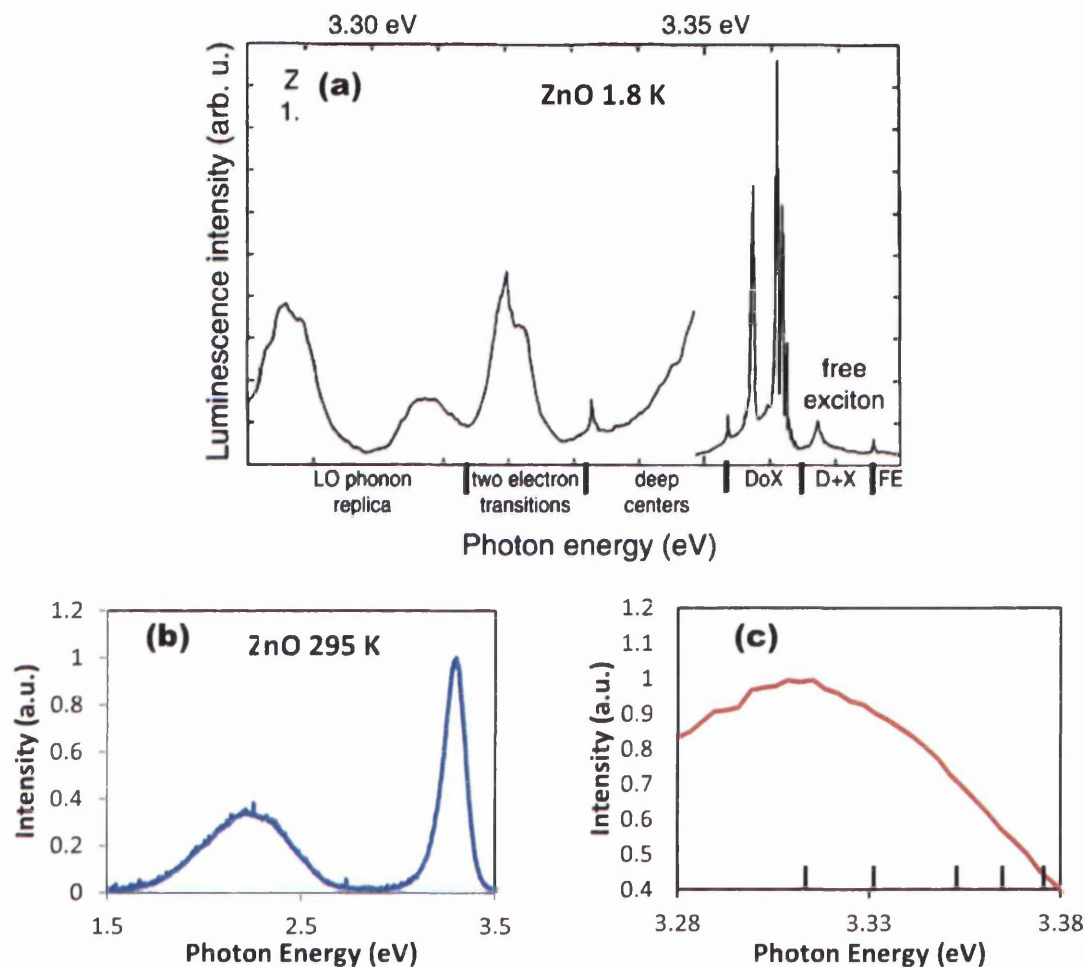 3.30 eV 3.35 eV
Luminescence intensity (arb. u.)
Z
1.
(a)
ZnO 1.8 K
free
exciton
LO phonon
replica
two electron
transitions
deep
centers
DoX
D+X
FE
Photon energy (eV)
(b)
ZnO 295 K
Intensity (a.u.)
1.2
1
0.8
0.6
0.4
0.2
0
1.5 2.5 3.5
Photon Energy (eV)
(c)
Intensity (a.u.)
1.2
1.1
1
0.9
0.8
0.7
0.6
0.5
0.4
3.28 3.33 3.38
Photon Energy (eV)